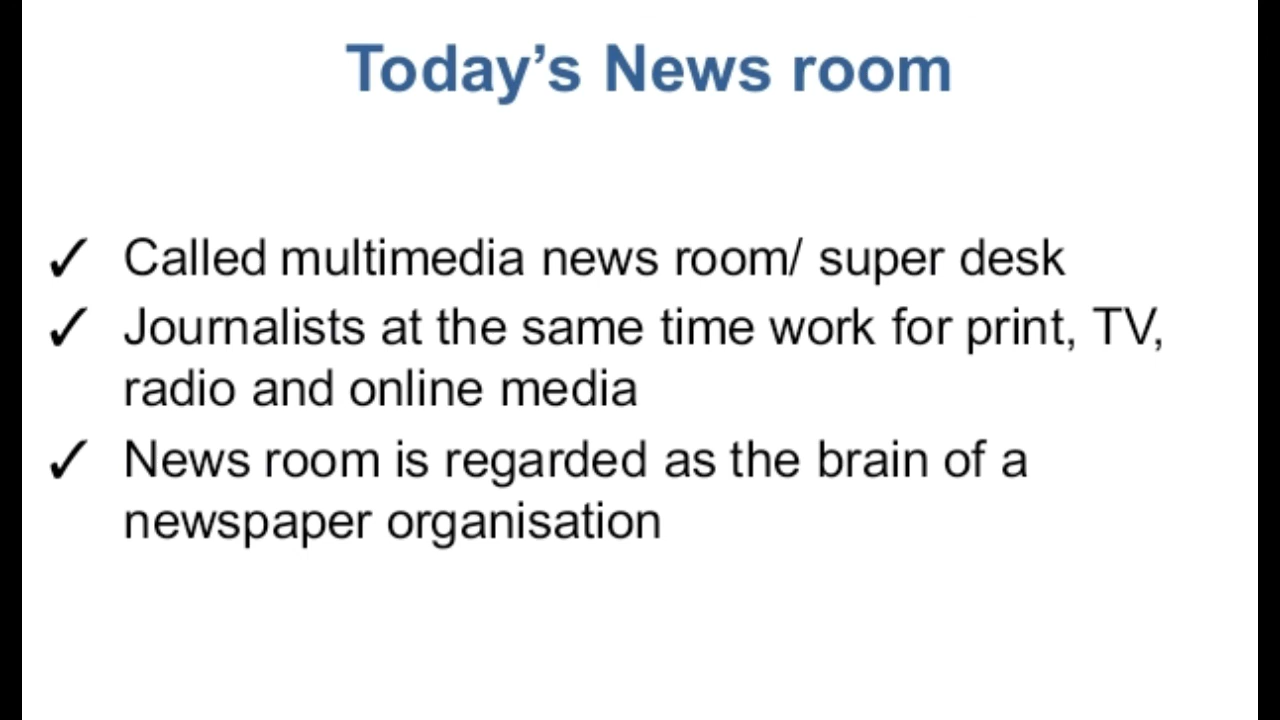 Today’s News room
✓ Called multimedia news room/ super desk
✓ Journalists at the same time work for print, TV,
radio and online media
✓ News room is regarded as the brain of a
newspaper organisation